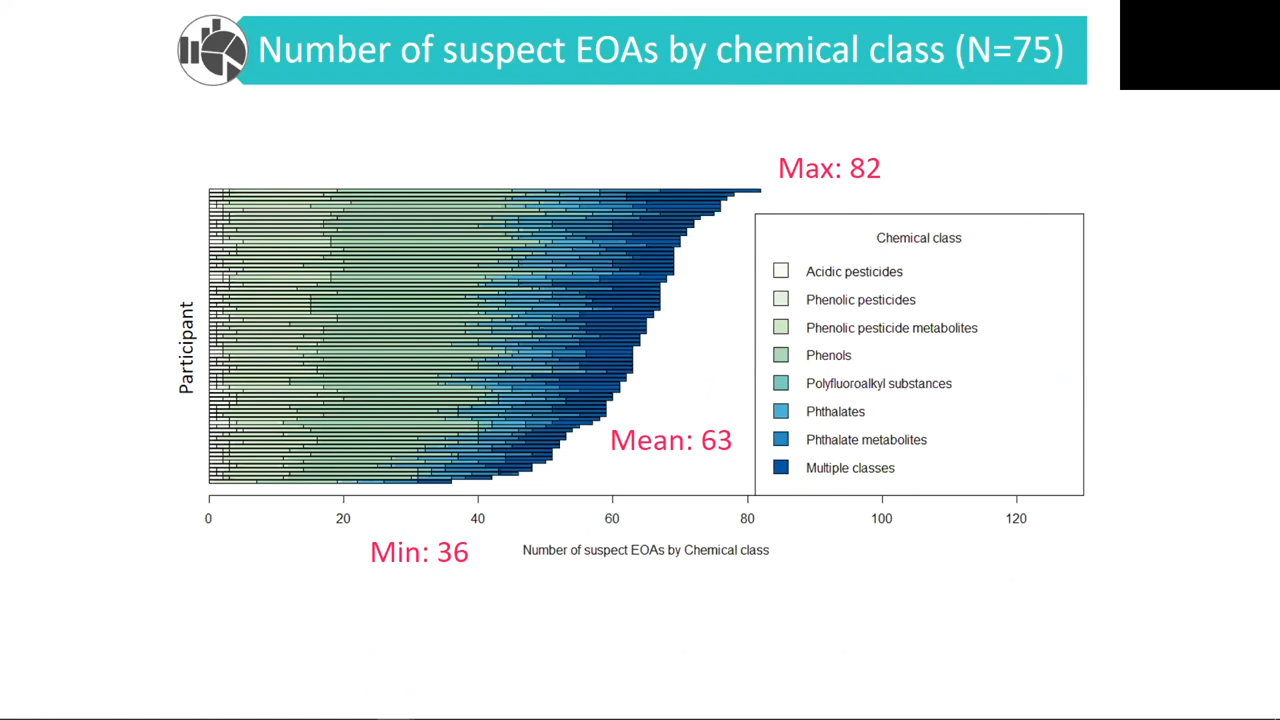 Number of suspect EOAs by chemical class (N=75)
Max: 82
Chemical class
Acidic pesticides
Phenolic pesticides
Phenolic pesticide metabolites
Phenols
Polyfluoroalkyl substances
Phthalates
Phthalate metabolites
Multiple classes
Participant
Mean: 63
0 20 40 60 80 100 120
Min: 36
Number of suspect EOAs by Chemical class